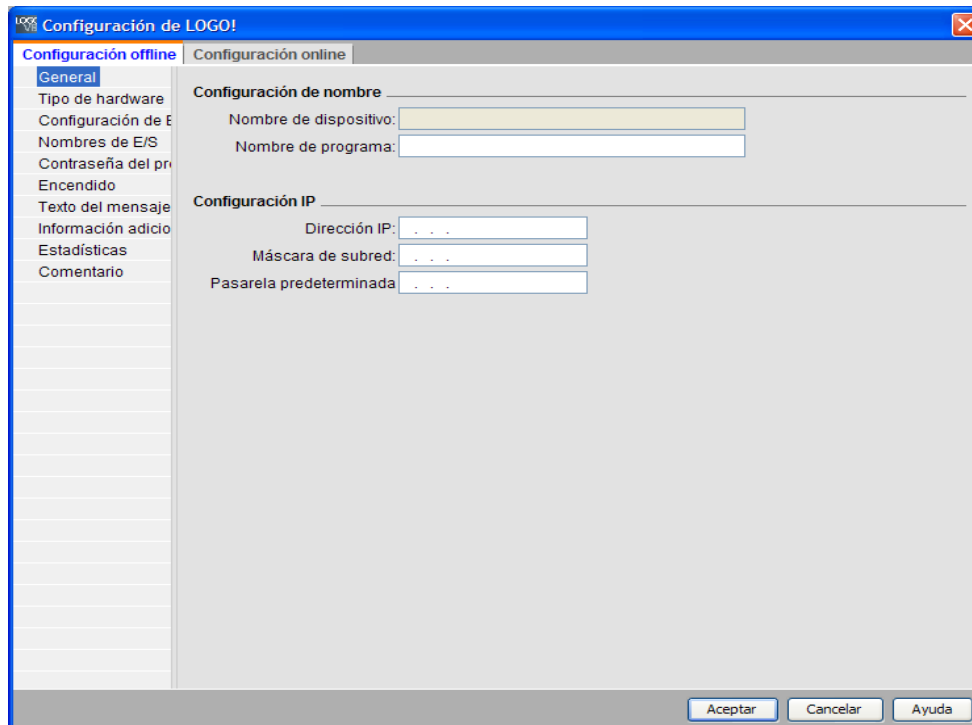 Configuración de LOGO!
Configuración offline
Configuración online
General
Tipo de hardware
Configuración de E
Nombres de E/S
Contraseña del pr
Encendido
Texto del mensaje
Información adicio
Estadísticas
Comentario
Configuración de nombre
Nombre de dispositivo:
Nombre de programa:
Configuración IP
Dirección IP: . . .
Máscara de subred: . . .
Pasarela predeterminada . . .
Aceptar
Cancelar
Ayuda